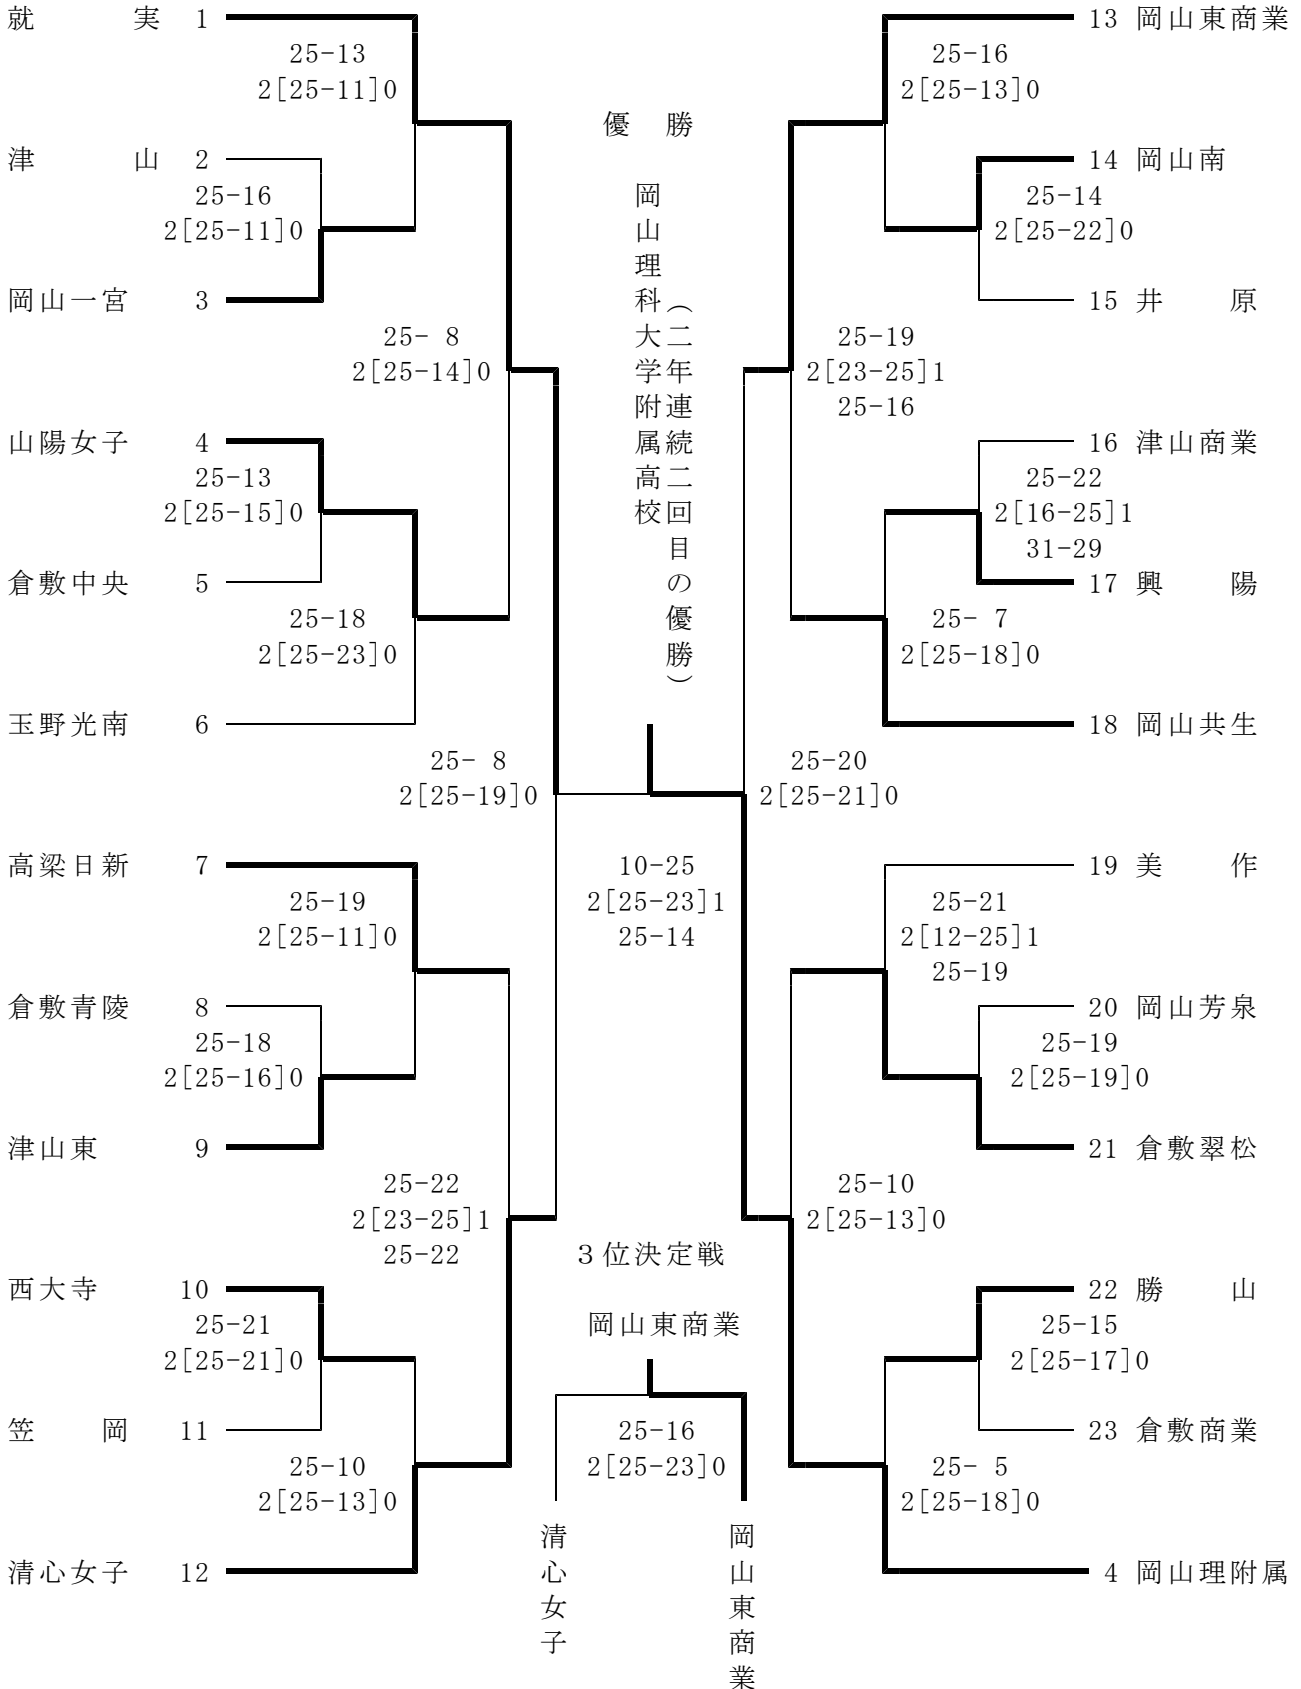 就　実 1
25-13
2[25-11]0
津　山 2
25-16
2[25-11]0
岡山一宮 3
25- 8
2[25-14]0
山陽女子 4
25-13
2[25-15]0
倉敷中央 5
25-18
2[25-23]0
玉野光南 6
25- 8
2[25-19]0
高梁日新 7
25-19
2[25-11]0
倉敷青陵 8
25-18
2[25-16]0
津山東 9
25-22
2[23-25]1
25-22
西大寺 10
25-21
2[25-21]0
笠　岡 11
25-10
2[25-13]0
清心女子 12
優　勝
岡山理科大学附属高校
（二年連続二回目の優勝）
10-25
2[25-23]1
25-14
３位決定戦
岡山東商業
25-16
2[25-23]0
清心女子
岡山東商業
13 岡山東商業
25-16
2[25-13]0
14 岡山南
25-14
2[25-22]0
15 井　原
25-19
2[23-25]1
25-16
16 津山商業
25-22
2[16-25]1
31-29
17 興　陽
25- 7
2[25-18]0
18 岡山共生
25-20
2[25-21]0
19 美　作
25-21
2[12-25]1
25-19
20 岡山芳泉
25-19
2[25-19]0
21 倉敷翠松
25-10
2[25-13]0
22 勝　山
25-15
2[25-17]0
23 倉敷商業
25- 5
2[25-18]0
4 岡山理附属